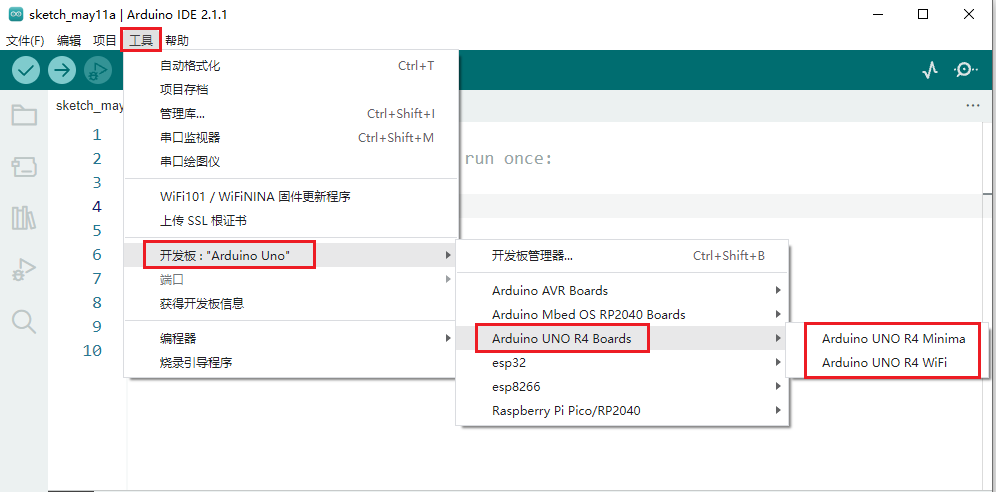 sketch_may11a | Arduino IDE 2.1.1
文件(F) 编辑 项目 工具 帮助
自动格式化 Ctrl+T
项目存档
sketch_may
管理库... Ctrl+Shift+I
1
串口监视器 Ctrl+Shift+M
2
串口绘图仪
run once:
3
WiFi101 / WiFiNINA 固件更新程序
4
上传 SSL 根证书
5
6
开发板 : "Arduino Uno"
开发板管理器... Ctrl+Shift+B
7
端口
Arduino AVR Boards
8
获得开发板信息
Arduino Mbed OS RP2040 Boards
9
编程器
Arduino UNO R4 Boards
Arduino UNO R4 Minima
10
烧录引导程序
esp32
Arduino UNO R4 WiFi
esp8266
Raspberry Pi Pico/RP2040